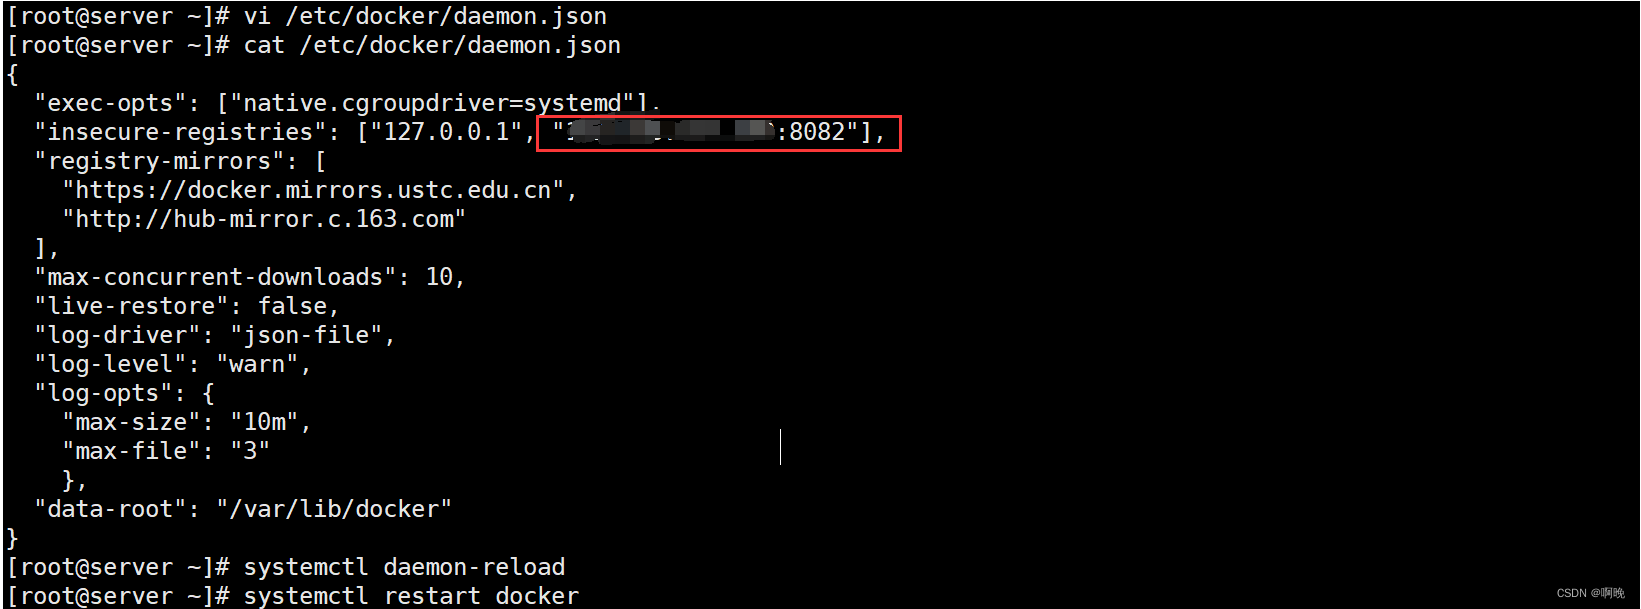 [root@server ~]# vi /etc/docker/daemon.json
[root@server ~]# cat /etc/docker/daemon.json
{
  "exec-opts": ["native.cgroupdriver=systemd"],
  "insecure-registries": ["127.0.0.1", ":8082"],
  "registry-mirrors": [
    "https://docker.mirrors.ustc.edu.cn",
    "http://hub-mirror.c.163.com"
  ],
  "max-concurrent-downloads": 10,
  "live-restore": false,
  "log-driver": "json-file",
  "log-level": "warn",
  "log-opts": {
    "max-size": "10m",
    "max-file": "3"
    },
  "data-root": "/var/lib/docker"
}
[root@server ~]# systemctl daemon-reload
[root@server ~]# systemctl restart docker
CSDN @啊晚